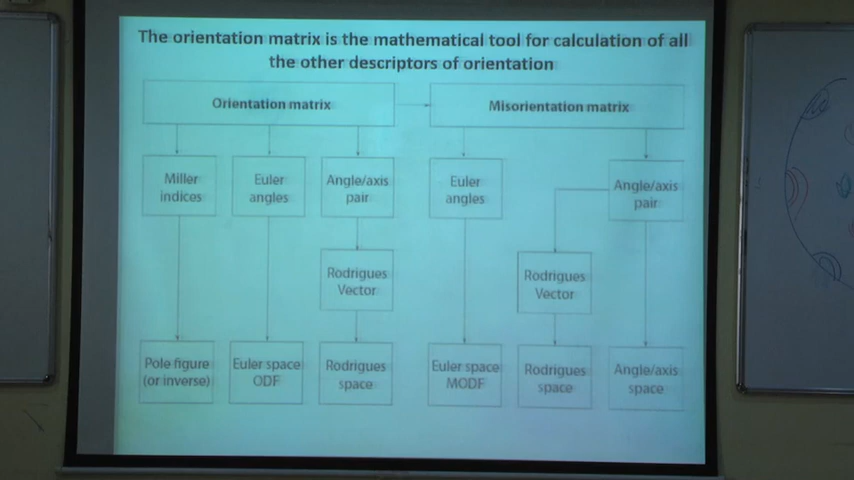 The orientation matrix is the mathematical tool for calculation of all
the other descriptors of orientation
Orientation matrix
Misorientation matrix
Miller
indices
Euler
angles
Angle/axis
pair
Euler
angles
Angle/axis
pair
Rodrigues
Vector
Rodrigues
Vector
Pole figure
(or inverse)
Euler space
ODF
Rodrigues
space
Euler space
MODF
Rodrigues
space
Angle/axis
space